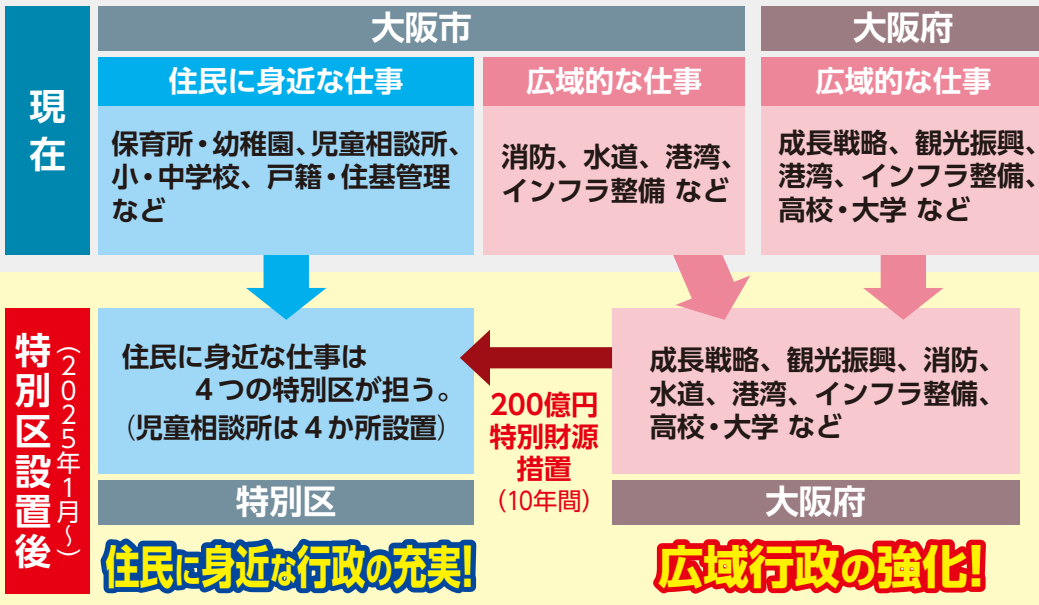 現在
大阪市
住民に身近な仕事
保育所・幼稚園、児童相談所、
小・中学校、戸籍・住基管理
など
広域的な仕事
消防、水道、港湾、
インフラ整備 など
大阪府
広域的な仕事
成長戦略、観光振興、
港湾、インフラ整備、
高校・大学 など
特別区設置後
（2025年1月〜）
住民に身近な仕事は
４つの特別区が担う。
（児童相談所は４か所設置）
特別区
住民に身近な行政の充実！
200億円
特別財源
措置
（10年間）
成長戦略、観光振興、消防、
水道、港湾、インフラ整備、
高校・大学 など
大阪府
広域行政の強化！